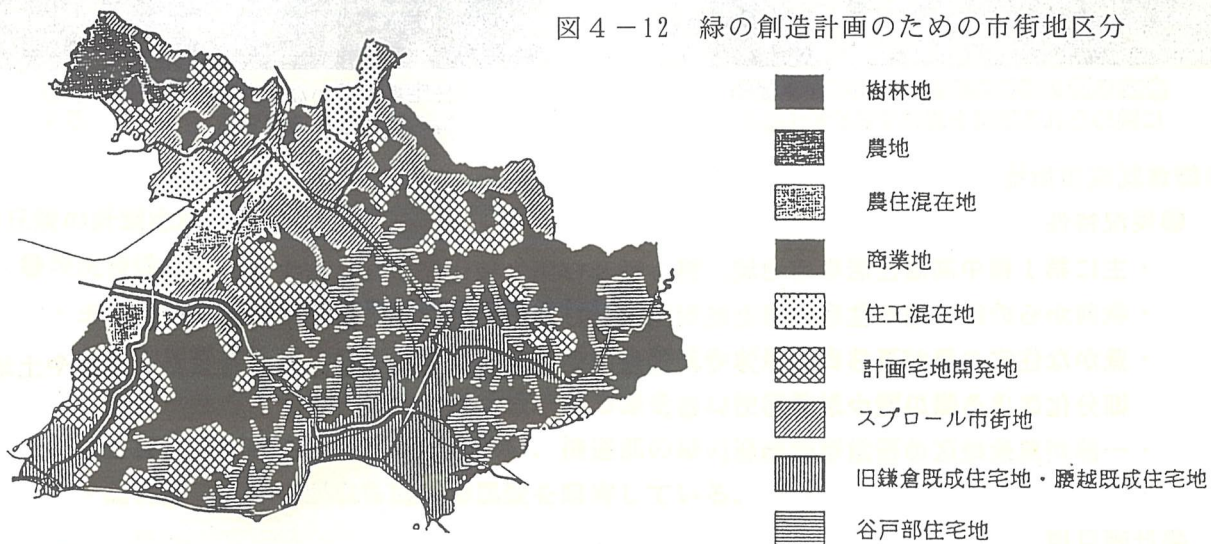 図4－12 緑の創造計画のための市街地区分
樹林地
農地
農住混在地
商業地
住工混在地
計画宅地開発地
スプロール市街地
旧鎌倉既成住宅地・腰越既成住宅地
谷戸部住宅地